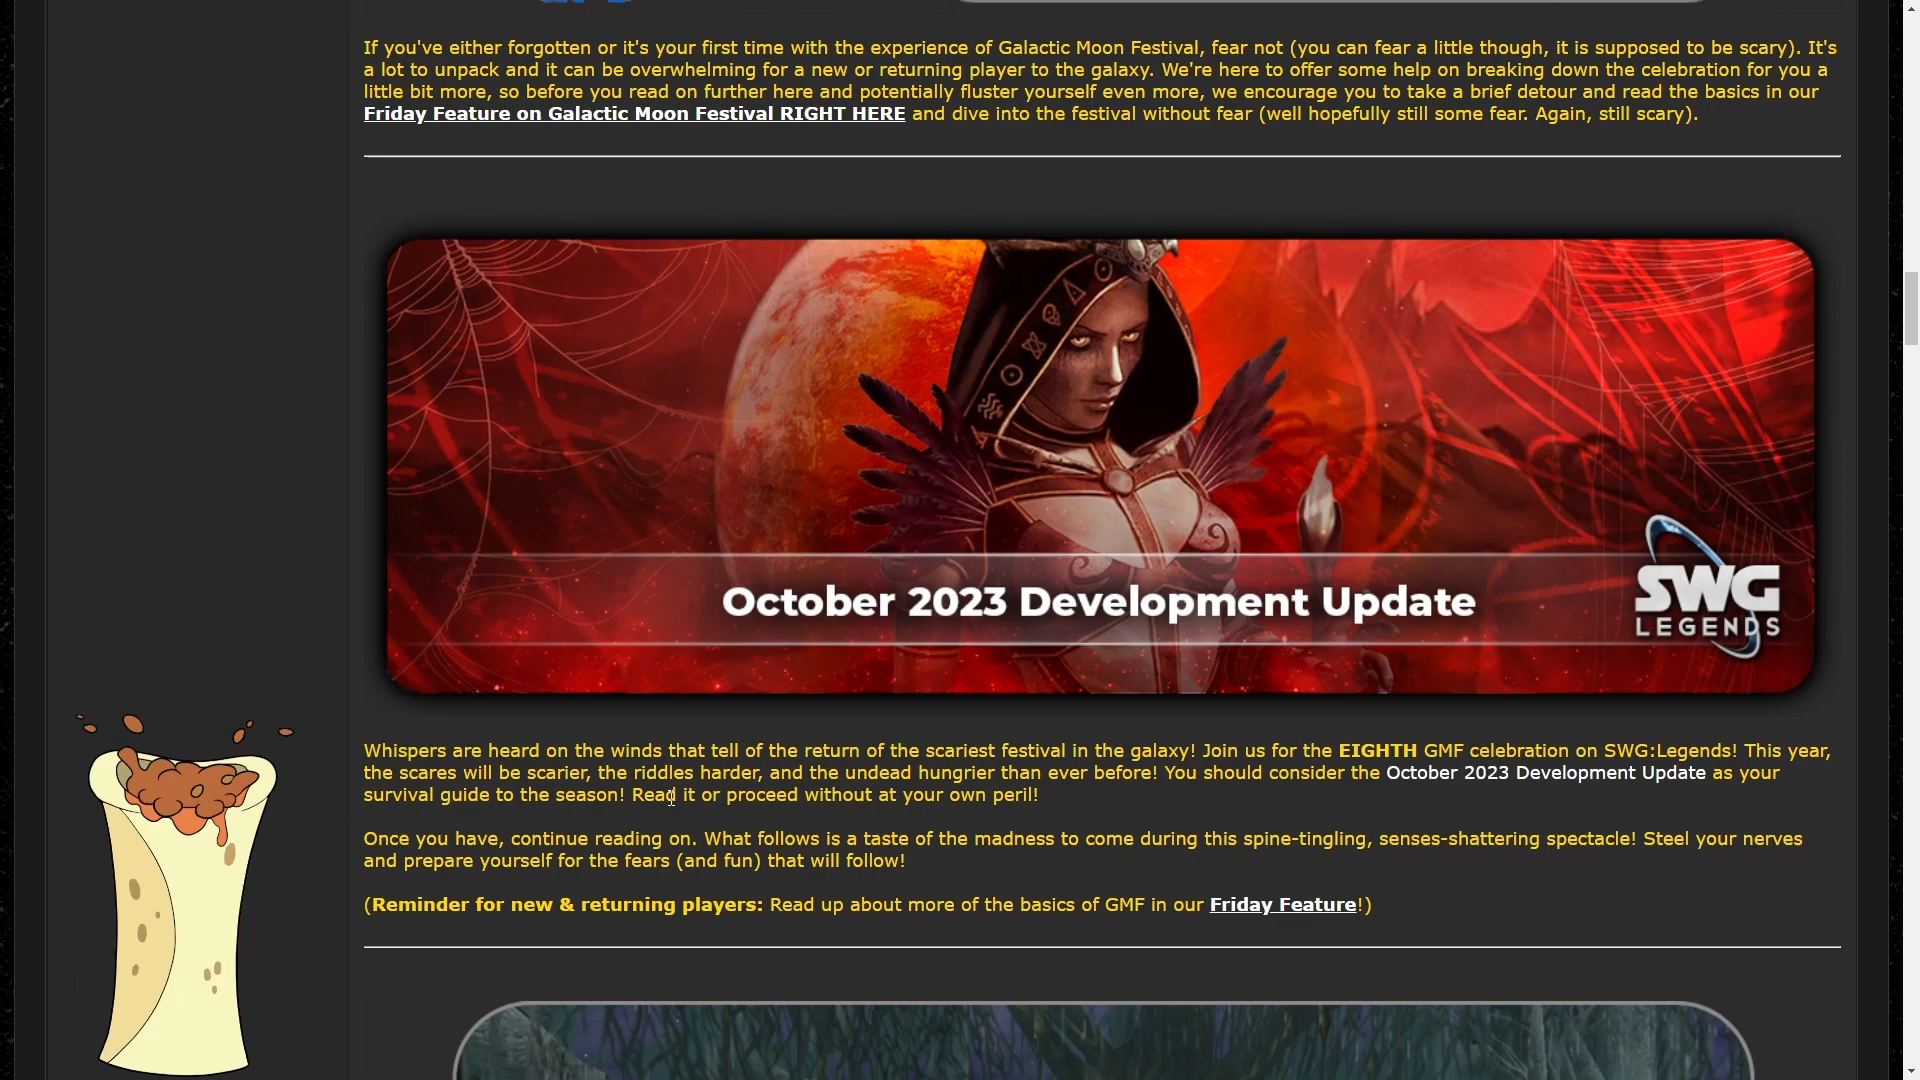 If you've either forgotten or it's your first time with the experience of Galactic Moon Festival, fear not (you can fear a little though, it is supposed to be scary). It's
a lot to unpack and it can be overwhelming for a new or returning player to the galaxy. We're here to offer some help on breaking down the celebration for you a
little bit more, so before you read on further here and potentially fluster yourself even more, we encourage you to take a brief detour and read the basics in our
Friday Feature on Galactic Moon Festival RIGHT HERE and dive into the festival without fear (well hopefully still some fear. Again, still scary).
October 2023 Development Update
SWG
LEGENDS
Whispers are heard on the winds that tell of the return of the scariest festival in the galaxy! Join us for the EIGHTH GMF celebration on SWG:Legends! This year,
the scares will be scarier, the riddles harder, and the undead hungrier than ever before! You should consider the October 2023 Development Update as your
survival guide to the season! Read it or proceed without at your own peril!
Once you have, continue reading on. What follows is a taste of the madness to come during this spine-tingling, senses-shattering spectacle! Steel your nerves
and prepare yourself for the fears (and fun) that will follow!
(Reminder for new & returning players: Read up about more of the basics of GMF in our Friday Feature!)